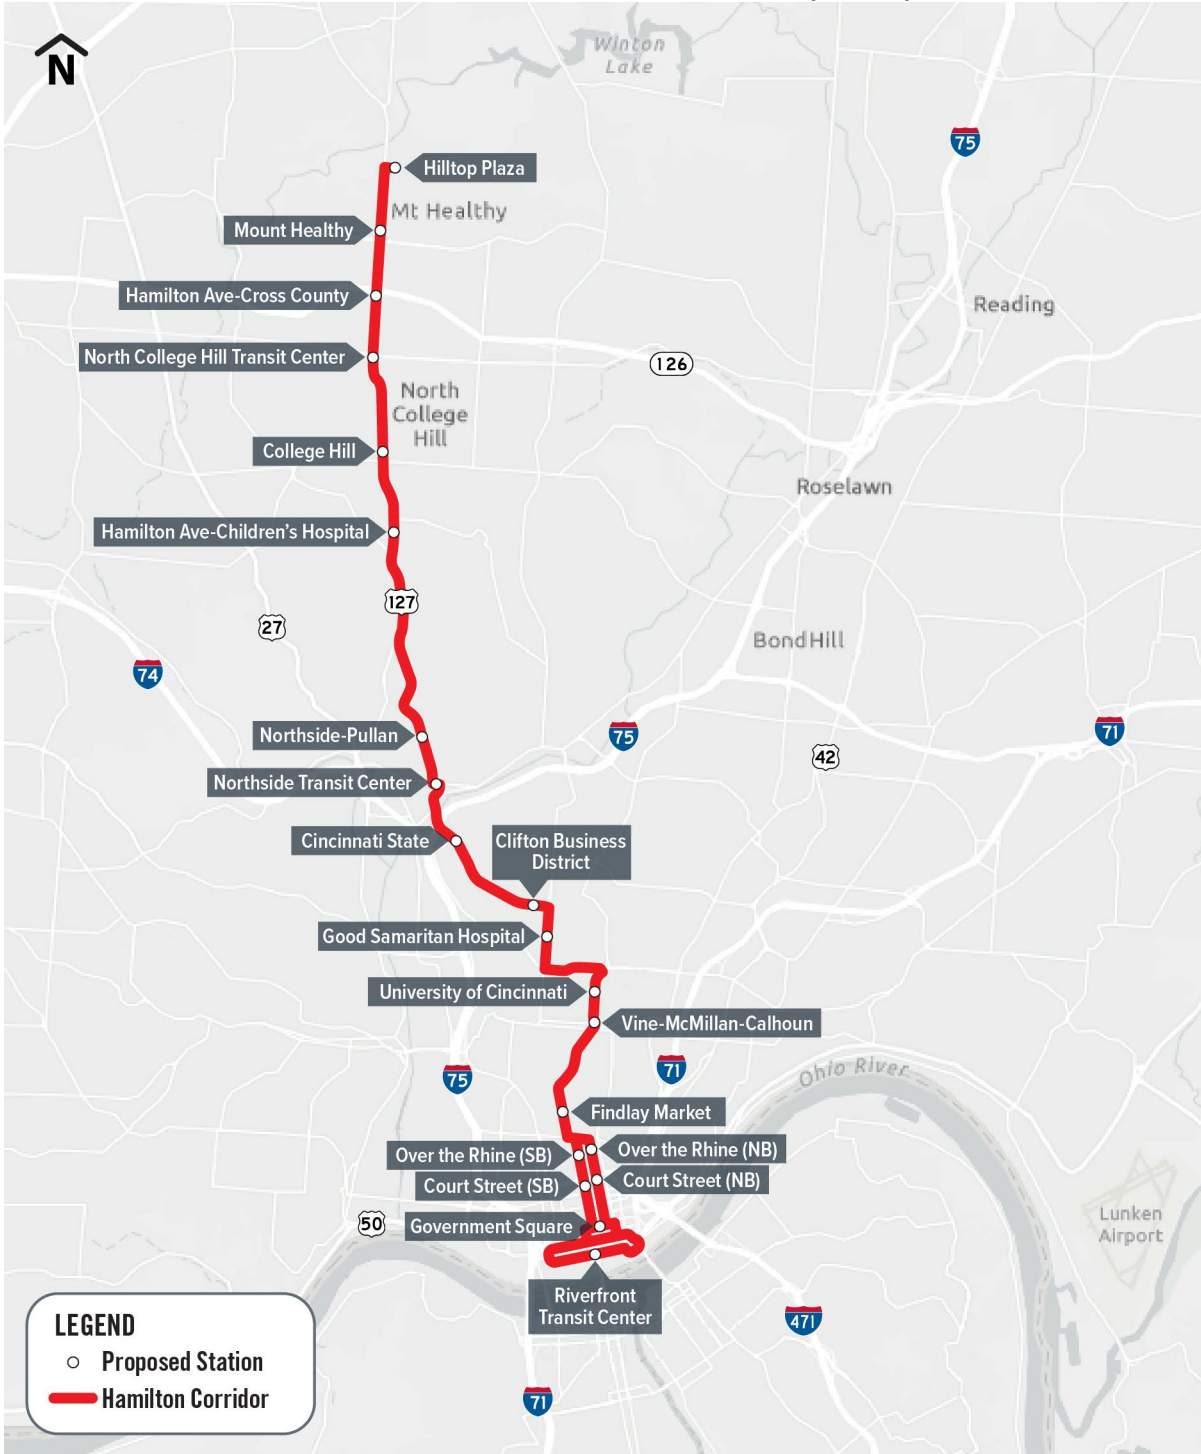 Winton
Lake
N
75
Hilltop Plaza
Mt Healthy
Mount Healthy
Hamilton Ave-Cross County
Reading
North College Hill Transit Center
126
North
College
Hill
College Hill
Roselawn
Hamilton Ave-Children's Hospital
127
27
BondHill
74
Northside-Pullan
75
71
42
Northside Transit Center
Cincinnati State
Clifton Business
District
Good Samaritan Hospital
University of Cincinnati
Vine-McMillan-Calhoun
71
Ohio River
75
Findlay Market
Over the Rhine (SB)
Over the Rhine (NB)
Court Street (SB)
Court Street (NB)
50
Government Square
Lunken
Airport
Riverfront
Transit Center
471
LEGEND
Proposed Station
Hamilton Corridor
71